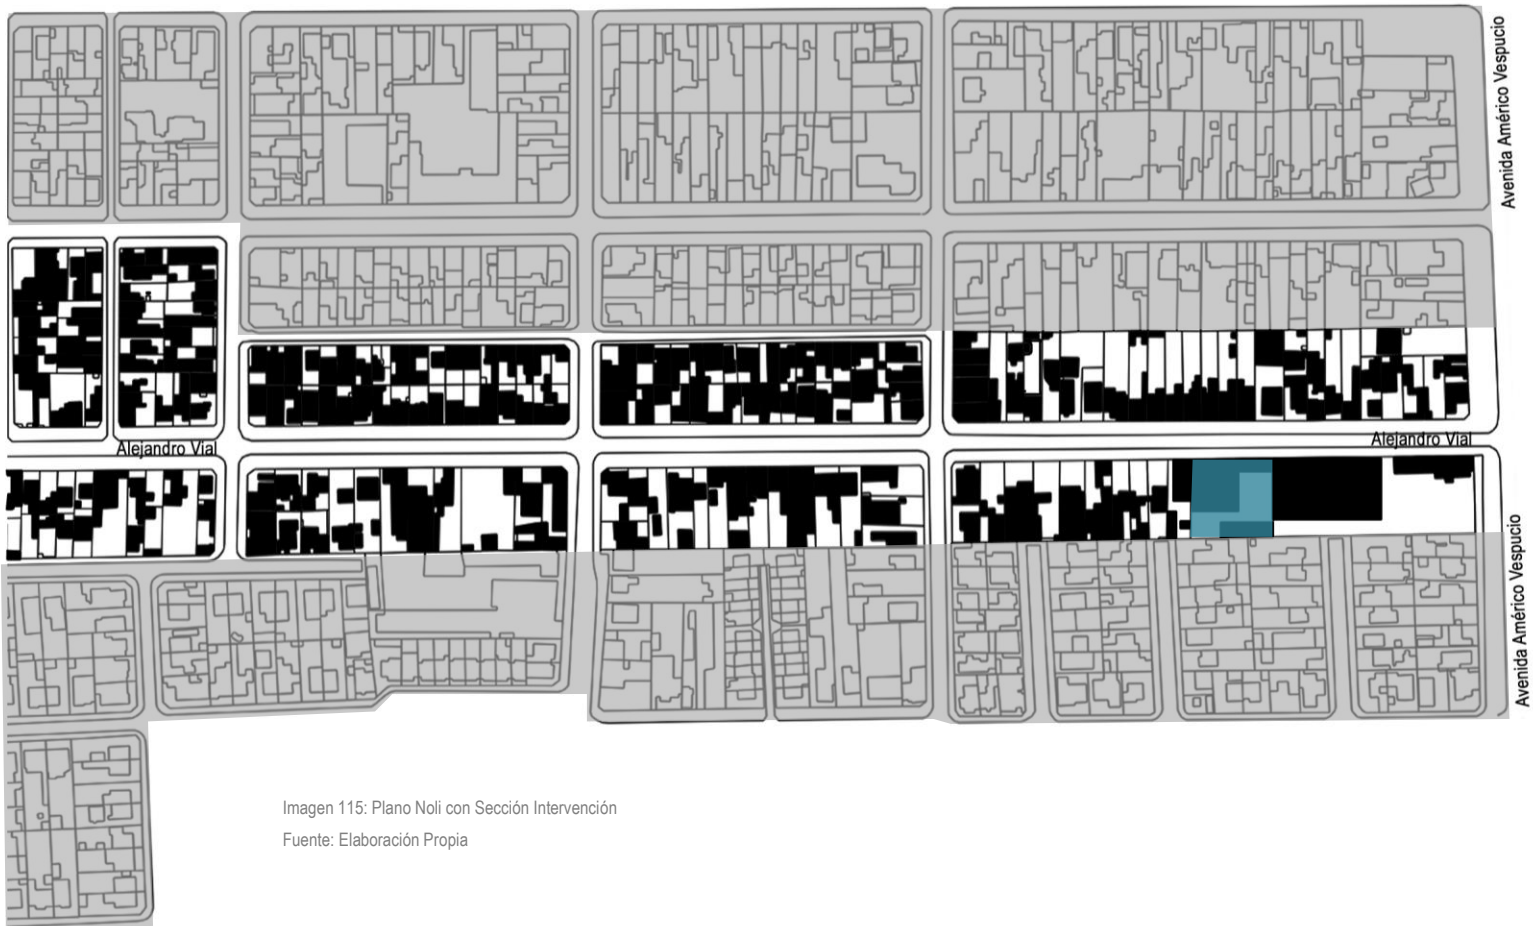 Avenida Américo Vespucio
Alejandro Vial
Alejandro Vial
Avenida Américo Vespucio
Imagen 115: Plano Noli con Sección Intervención
Fuente: Elaboración Propia